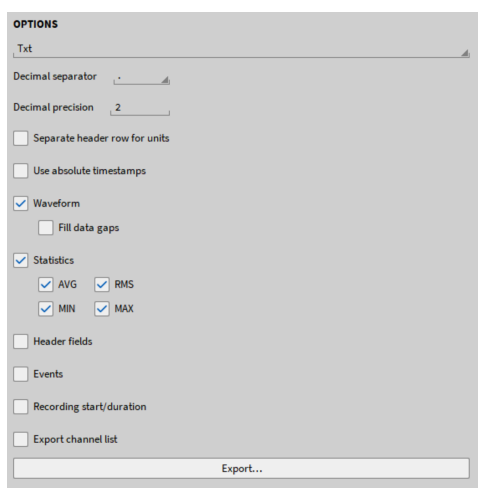 OPTIONS
Txt
Decimal separator .
Decimal precision 2
Separate header row for units
Use absolute timestamps
Waveform
Fill data gaps
Statistics
AVG RMS
MIN MAX
Header fields
Events
Recording start/duration
Export channel list
Export...